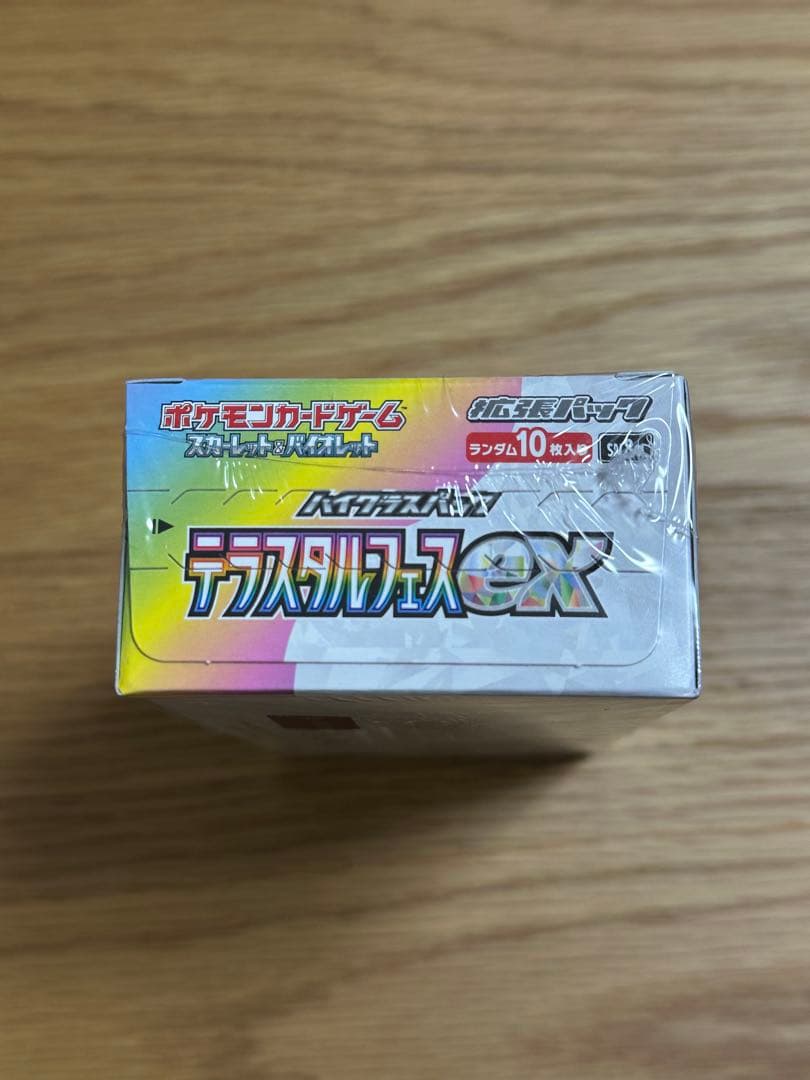 ポケモンカードゲーム
スカーレット&バイオレット
拡張パック
ランダム10枚入り
ハイクラスパック
テラスタルフェスex